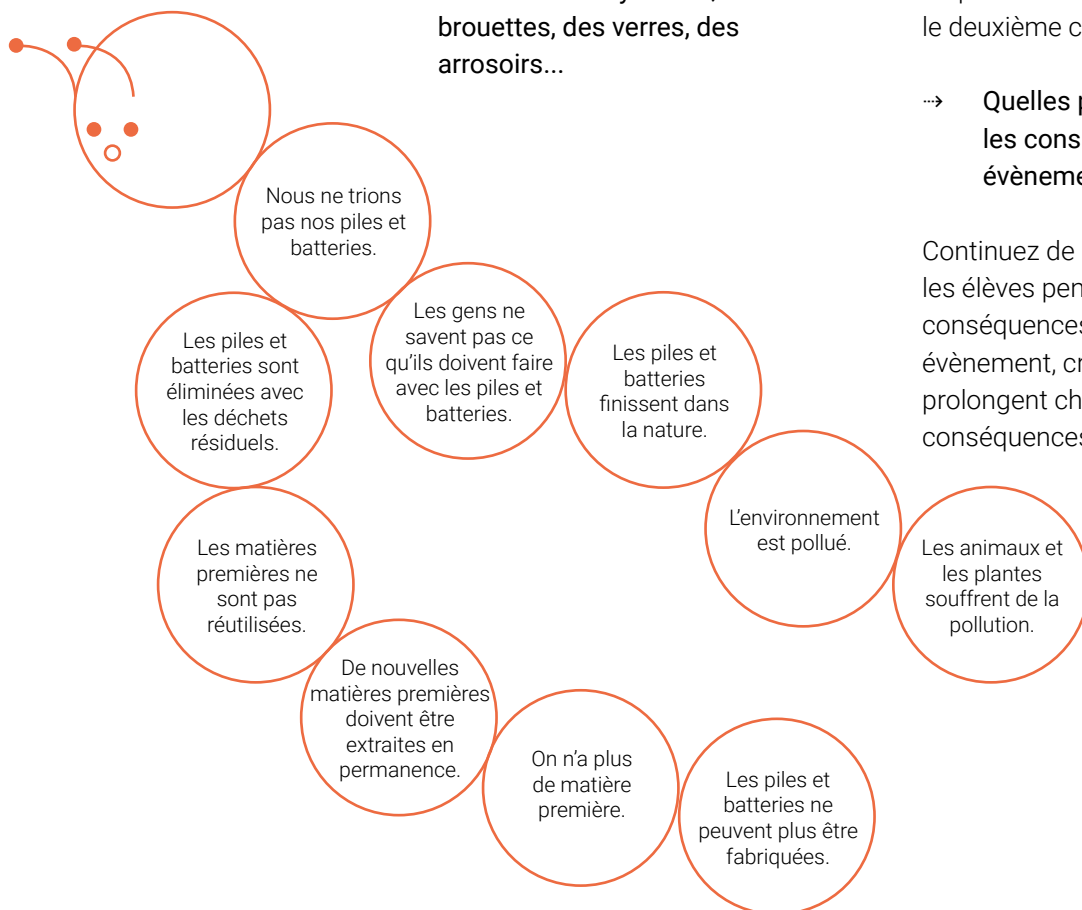 brouettes, des verres, des
arrosoirs...
le deuxième c
⤑ Quelles p
les cons
évèneme
Continuez de
les élèves pen
conséquences
évènement, cr
prolongent ch
conséquences
Nous ne trions
pas nos piles et
batteries.
Les piles et
batteries sont
éliminées avec
les déchets
résiduels.
Les gens ne
savent pas ce
qu'ils doivent faire
avec les piles et
batteries.
Les piles et
batteries
finissent dans
la nature.
L'environnement
est pollué.
Les animaux et
les plantes
souffrent de la
pollution.
Les matières
premières ne
sont pas
réutilisées.
De nouvelles
matières premières
doivent être
extraites en
permanence.
On n'a plus
de matière
première.
Les piles et
batteries ne
peuvent plus être
fabriquées.